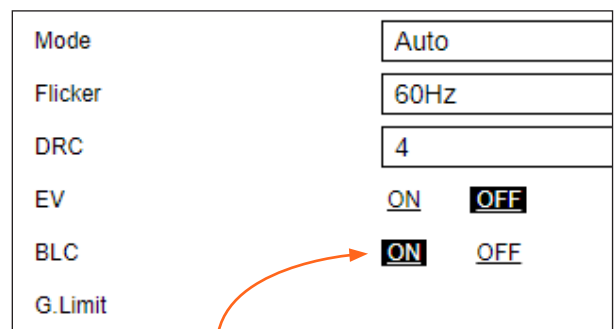 Mode Auto
Flicker 60Hz
DRC 4
EV ON OFF
BLC ON OFF
G.Limit